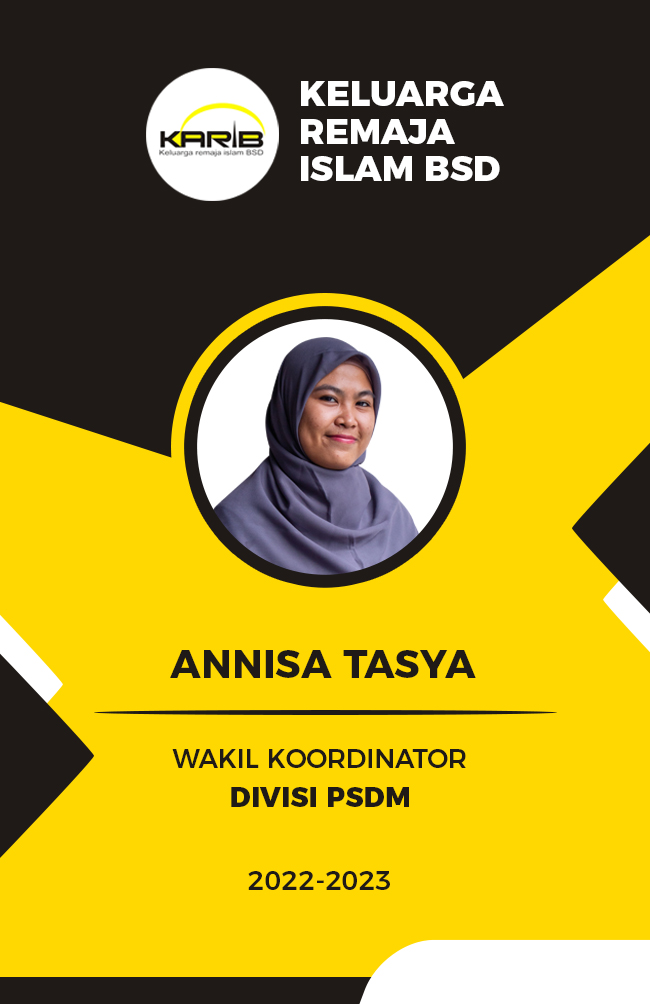 KARIB
Keluarga remaja islam BSD
KELUARGA
REMAJA
ISLAM BSD
ANNISA TASYA
WAKIL KOORDINATOR
DIVISI PSDM
2022-2023